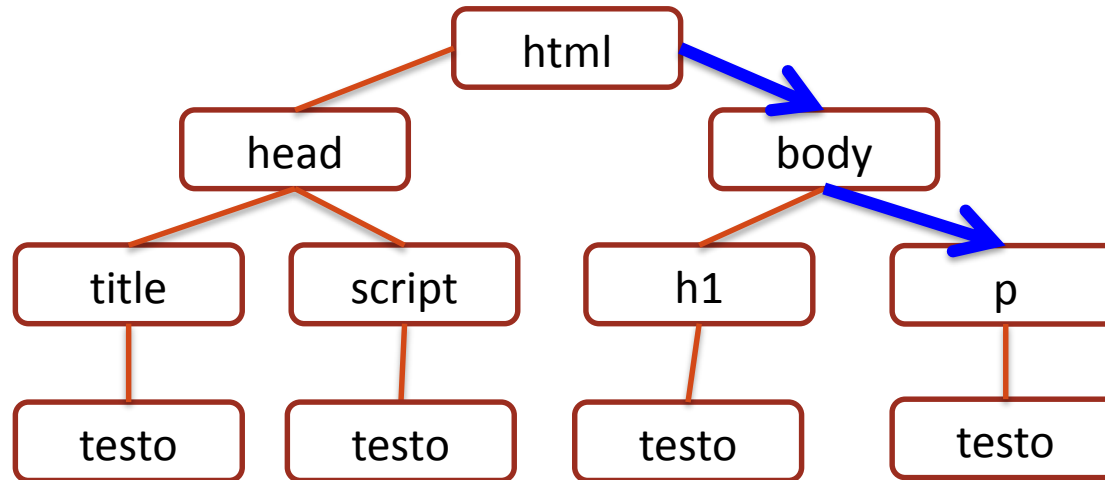 html
head
body
title
script
h1
p
testo
testo
testo
testo